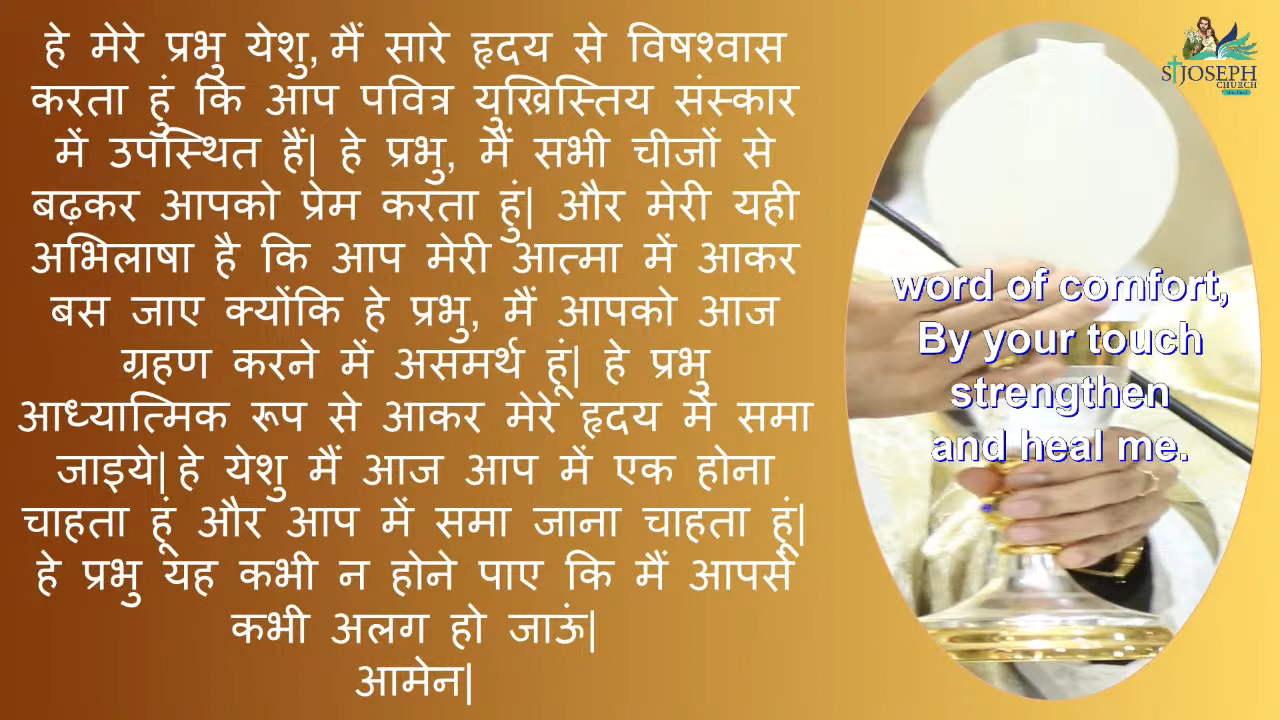 हे मेरे प्रभु येशु, मैं सारे हृदय से विषश्वास
करता हुं कि आप पवित्र युख्रिस्तिय संस्कार
में उपस्थित हैं| हे प्रभु, मैं सभी चीजों से
बढ़कर आपको प्रेम करता हुं| और मेरी यही
अभिलाषा है कि आप मेरी आत्मा में आकर
बस जाए क्योंकि हे प्रभु, मैं आपको आज
ग्रहण करने में असमर्थ हूं| हे प्रभु
आध्यात्मिक रूप से आकर मेरे हृदय में समा
जाइये| हे येशु मैं आज आप में एक होना
चाहता हूं और आप में समा जाना चाहता हूं|
हे प्रभु यह कभी न होने पाए कि मैं आपसे
कभी अलग हो जाऊं|
आमेन|
ST JOSEPH
CHURCH
word of comfort,
By your touch
strengthen
and heal me.